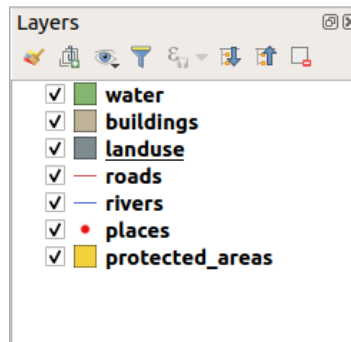 Layers
water
buildings
landuse
roads
rivers
places
protected_areas